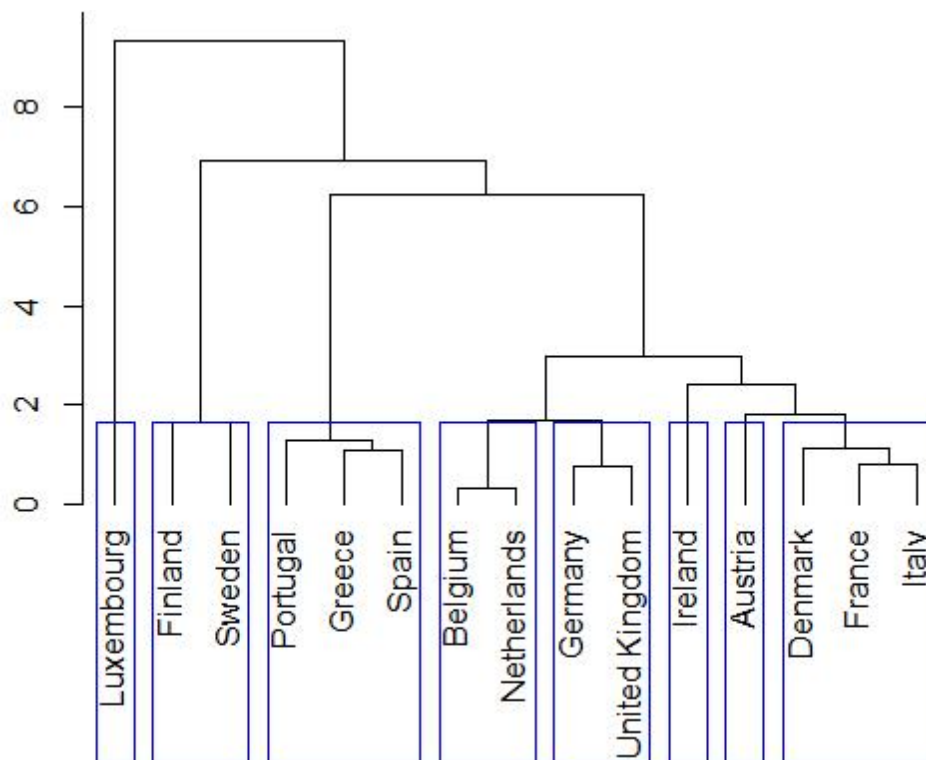 8
6
4
2
0
Luxembourg
Finland
Sweden
Portugal
Greece
Spain
Belgium
Netherlands
Germany
United Kingdom
Ireland
Austria
Denmark
France
Italy